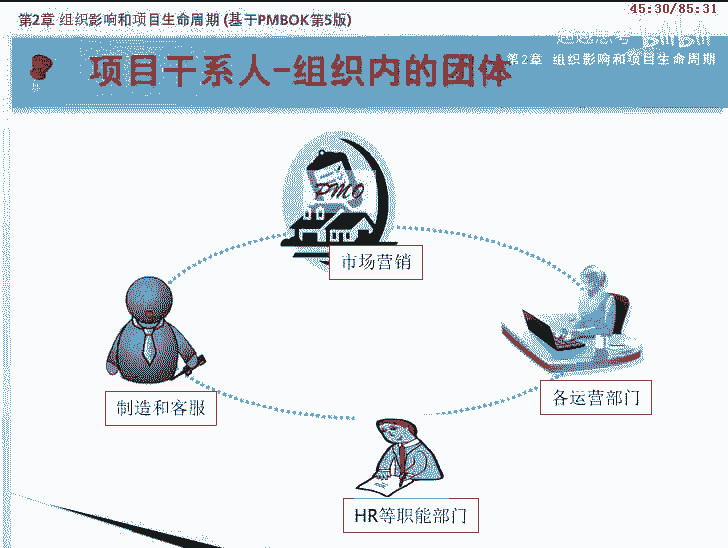 第2章 组织影响和项目生命周期 (基于PMBOK第5版)
45:30/85:31
bilibili
第2章 组织影响和项目生命周期
项目干系人-组织内的团体
PMO
市场营销
制造和客服
各运营部门
HR等职能部门